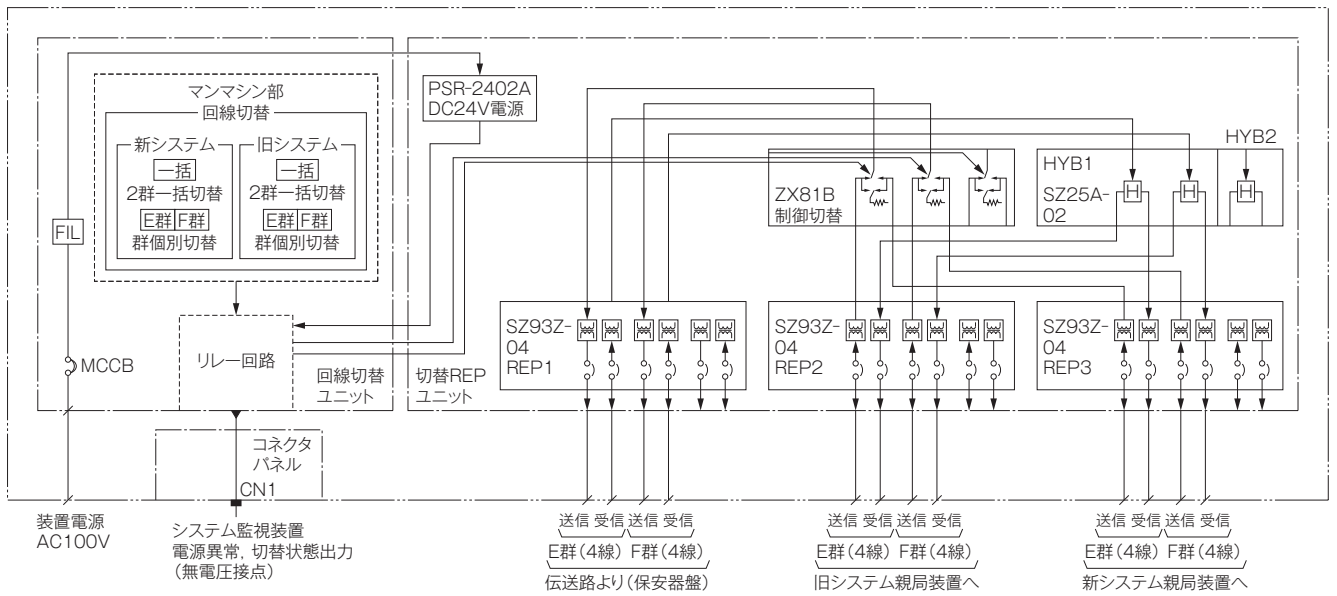 マンマシン部
回線切替
新システム
一括
2群一括切替
E群 F群
群個別切替
旧システム
一括
2群一括切替
E群 F群
群個別切替
FIL
MCCB
リレー回路
回線切替
ユニット
切替REP
ユニット
PSR-2402A
DC24V電源
ZX81B
制御切替
HYB1
SZ25A-
02
H
H
HYB2
H
SZ93Z-
04
REP1
SZ93Z-
04
REP2
SZ93Z-
04
REP3
コネクタ
パネル
CN1
装置電源
AC100V
システム監視装置
電源異常, 切替状態出力
(無電圧接点)
送信 受信 送信 受信
E群(4線) F群(4線)
伝送路より(保安器盤)
送信 受信 送信 受信
E群(4線) F群(4線)
旧システム親局装置へ
送信 受信 送信 受信
E群(4線) F群(4線)
新システム親局装置へ